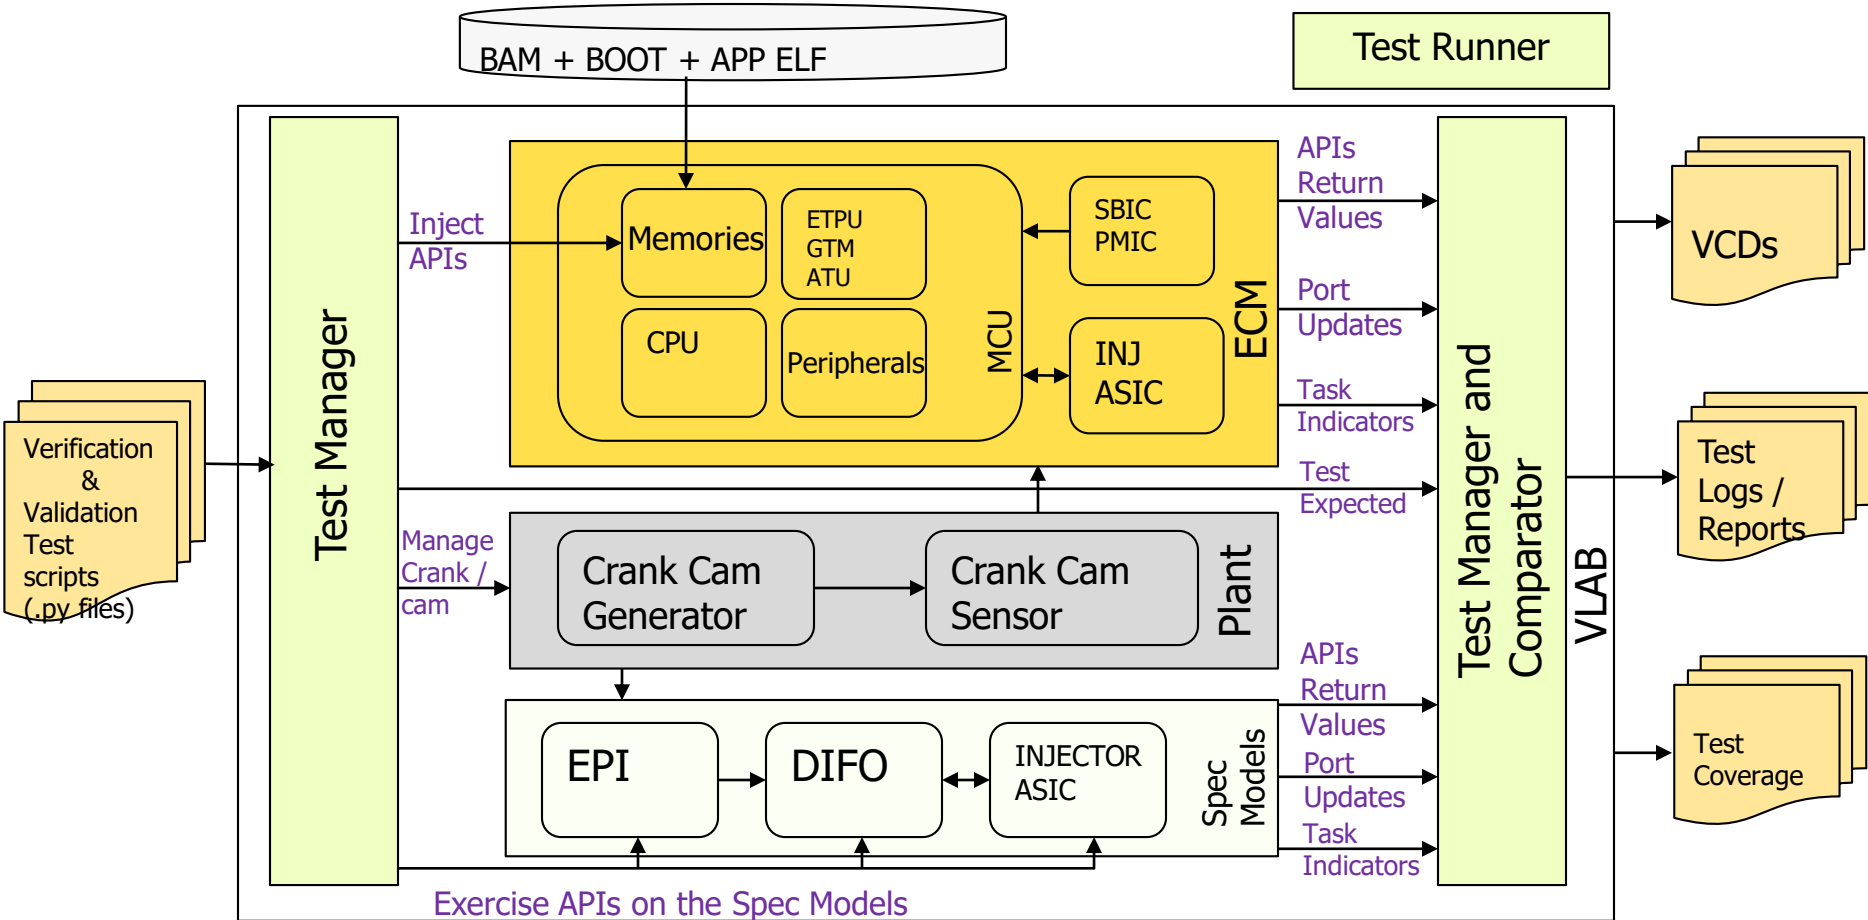 BAM + BOOT + APP ELF
Test Runner
Verification
&
Validation
Test
scripts
(.py files)
Test Manager
Inject
APIs
Memories
ETPU
GTM
ATU
CPU
Peripherals
MCU
SBIC
PMIC
INJ
ASIC
ECM
APIs
Return
Values
Port
Updates
Task
Indicators
Test
Expected
Manage
Crank /
cam
Crank Cam
Generator
Crank Cam
Sensor
Plant
EPI
DIFO
INJECTOR
ASIC
Spec
Models
APIs
Return
Values
Port
Updates
Task
Indicators
Exercise APIs on the Spec Models
Test Manager and
Comparator
VLAB
VCDs
Test
Logs /
Reports
Test
Coverage